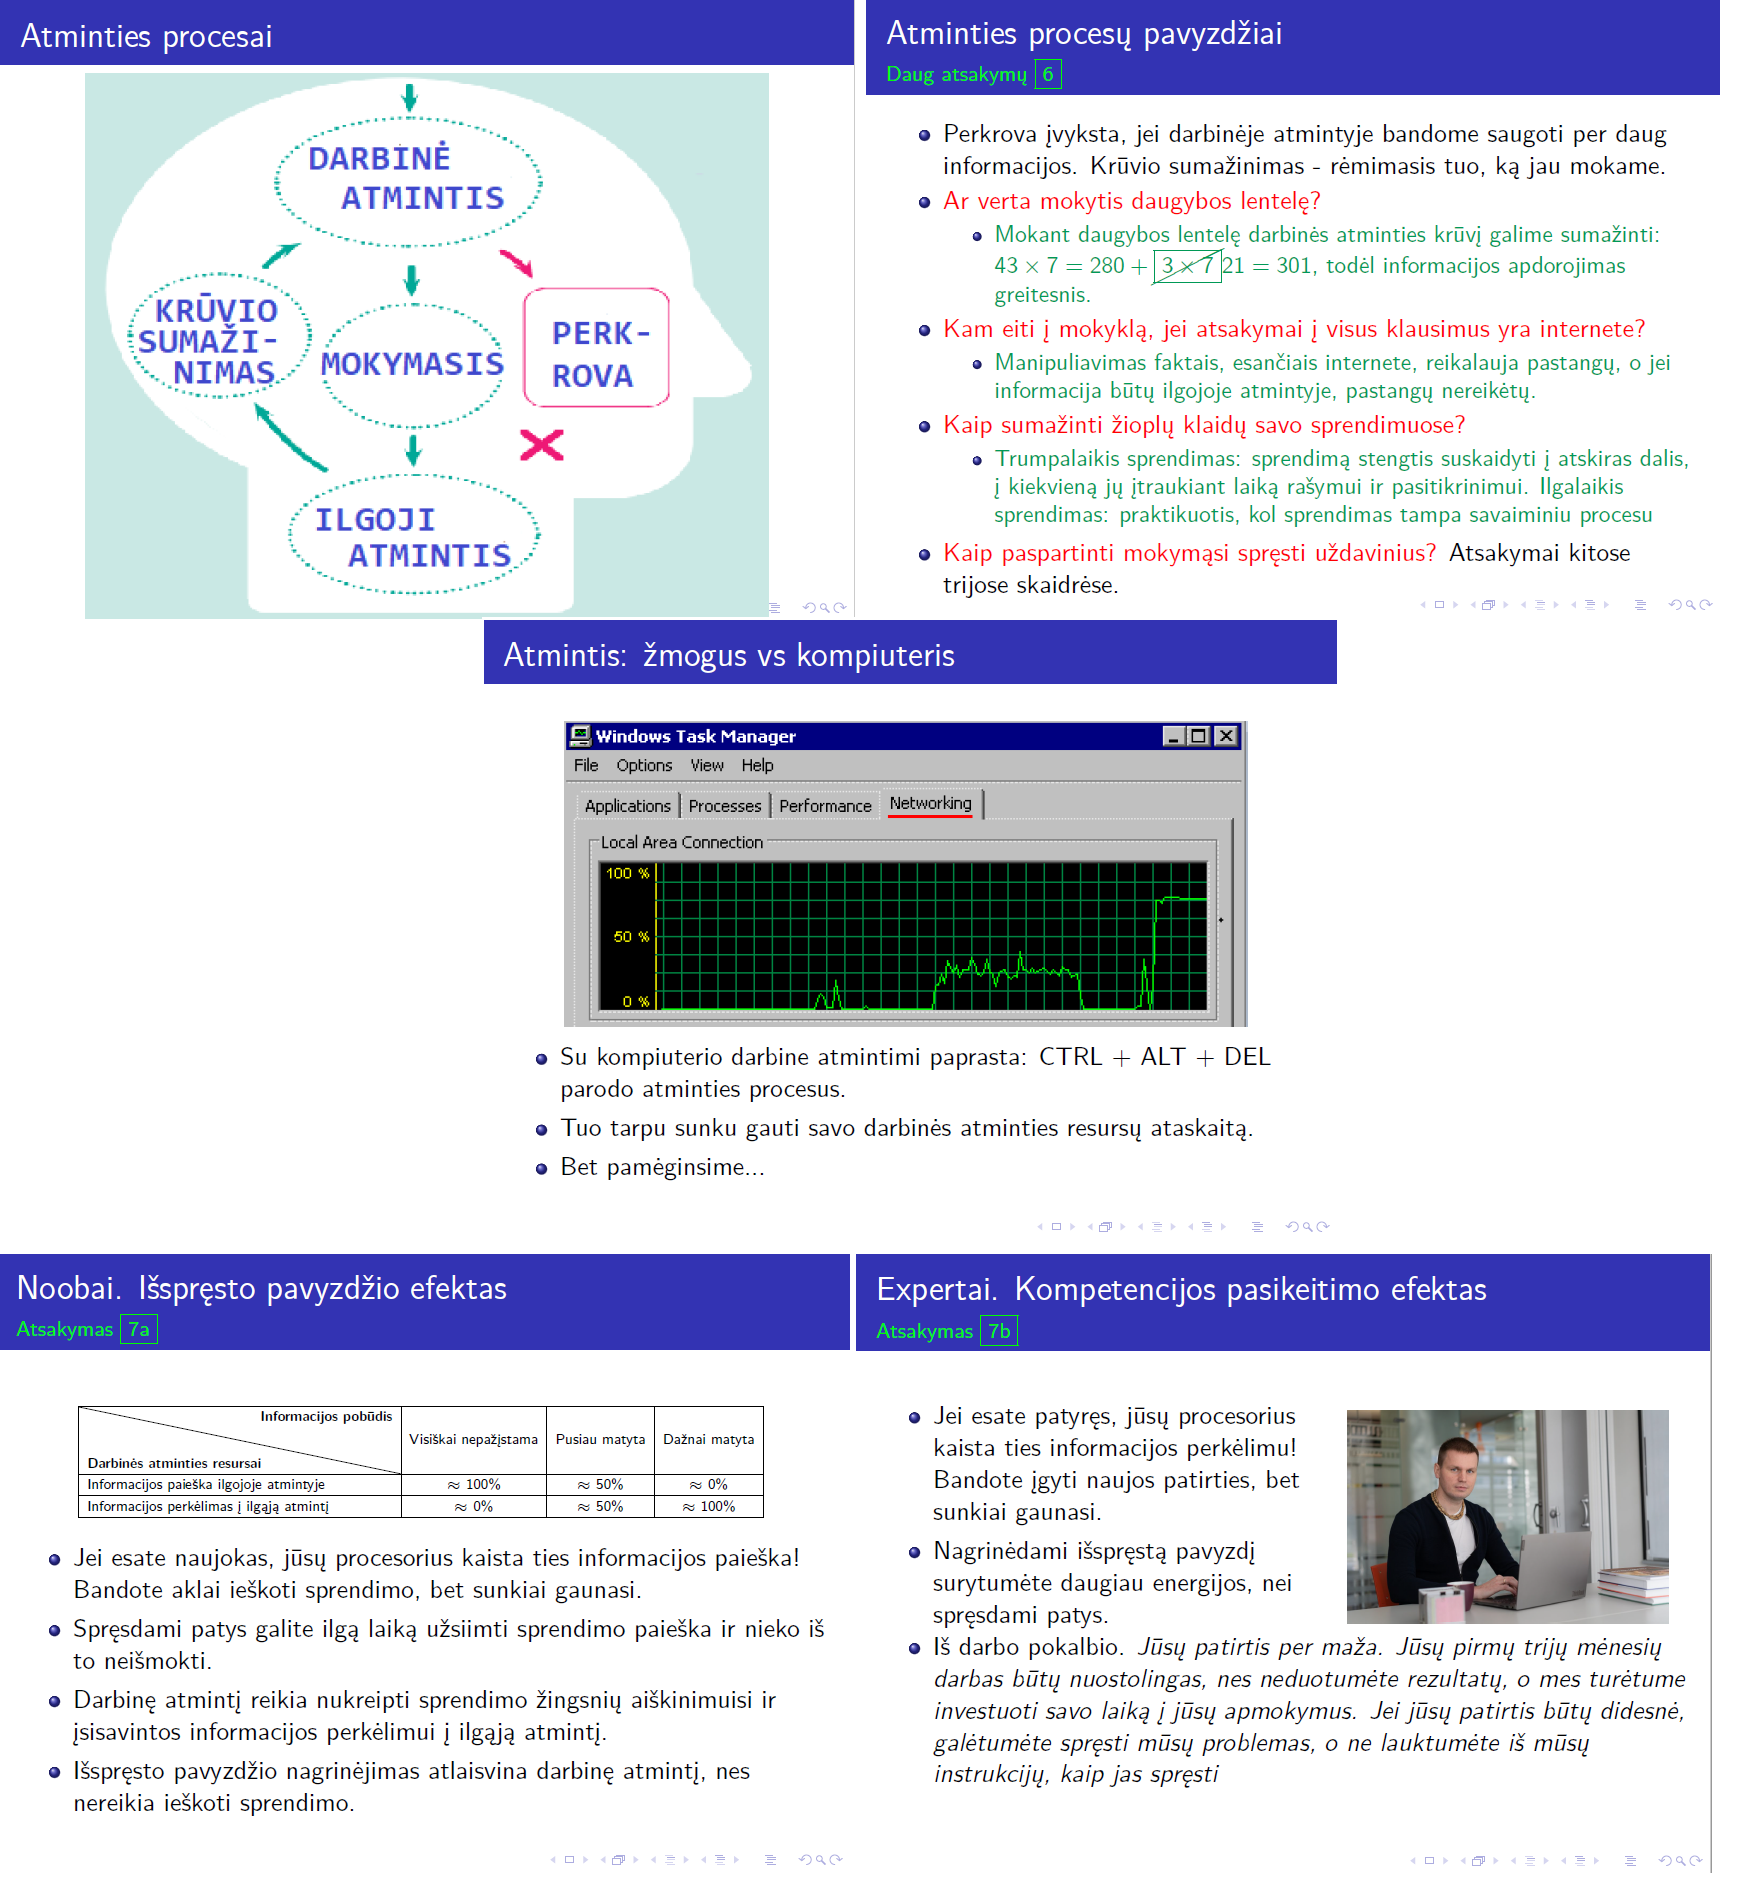 Atminties procesai
DARBINĖ
ATMINTIS
KRŪVIO
SUMAŽI-
NIMAS
MOKYMASIS
PERK-
ROVA
ILGOJI
ATMINTIS
Atminties procesų pavyzdžiai
Daug atsakymų 6
Perkrova įvyksta, jei darbinėje atmintyje bandome saugoti per daug
informacijos. Krūvio sumažinimas - rėmimasis tuo, ką jau mokame.
Ar verta mokytis daugybos lentelę?
Mokant daugybos lentelę darbinės atminties krūvį galime sumažinti:
43 × 7 = 280 + 3 × 7 21 = 301, todėl informacijos apdorojimas
greitesnis.
Kam eiti į mokyklą, jei atsakymai į visus klausimus yra internete?
Manipuliavimas faktais, esančiais internete, reikalauja pastangų, o jei
informacija būtų ilgojoje atmintyje, pastangų nereikėtų.
Kaip sumažinti žioplų klaidų savo sprendimuose?
Trumpalaikis sprendimas: sprendimą stengtis suskaidyti į atskiras dalis,
į kiekvieną jų įtraukiant laiką rašymui ir pasitikrinimui. Ilgalaikis
sprendimas: praktikuotis, kol sprendimas tampa savaiminiu procesu
Kaip paspartinti mokymąsi spręsti uždavinius? Atsakymai kitose
trijose skaidrėse.
Atmintis: žmogus vs kompiuteris
Windows Task Manager
File Options View Help
Applications Processes Performance Networking
Local Area Connection
100 %
50 %
0 %
Su kompiuterio darbine atmintimi paprasta: CTRL + ALT + DEL
parodo atminties procesus.
Tuo tarpu sunku gauti savo darbinės atminties resursų ataskaitą.
Bet pamėginsime...
Noobai. Išspręsto pavyzdžio efektas
Atsakymas 7a
Informacijos pobūdis
Darbinės atminties resursai
Visiškai nepažįstama Pusiau matyta Dažnai matyta
Informacijos paieška ilgojoje atmintyje ≈ 100% ≈ 50% ≈ 0%
Informacijos perkėlimas į ilgąją atmintį ≈ 0% ≈ 50% ≈ 100%
Jei esate naujokas, jūsų procesorius kaista ties informacijos paieška!
Bandote aklai ieškoti sprendimo, bet sunkiai gaunasi.
Spręsdami patys galite ilgą laiką užsiimti sprendimo paieška ir nieko iš
to neišmokti.
Darbinę atmintį reikia nukreipti sprendimo žingsnių aiškinimuisi ir
įsisavintos informacijos perkėlimui į ilgąją atmintį.
Išspręsto pavyzdžio nagrinėjimas atlaisvina darbinę atmintį, nes
nereikia ieškoti sprendimo.
Expertai. Kompetencijos pasikeitimo efektas
Atsakymas 7b
Jei esate patyręs, jūsų procesorius
kaista ties informacijos perkėlimu!
Bandote įgyti naujos patirties, bet
sunkiai gaunasi.
Nagrinėdami išspręstą pavyzdį
surytumėte daugiau energijos, nei
spręsdami patys.
Iš darbo pokalbio. Jūsų patirtis per maža. Jūsų pirmų trijų mėnesių
darbas būtų nuostolingas, nes neduotumėte rezultatų, o mes turėtume
investuoti savo laiką į jūsų apmokymus. Jei jūsų patirtis būtų didesnė,
galėtumėte spręsti mūsų problemas, o ne lauktumėte iš mūsų
instrukcijų, kaip jas spręsti